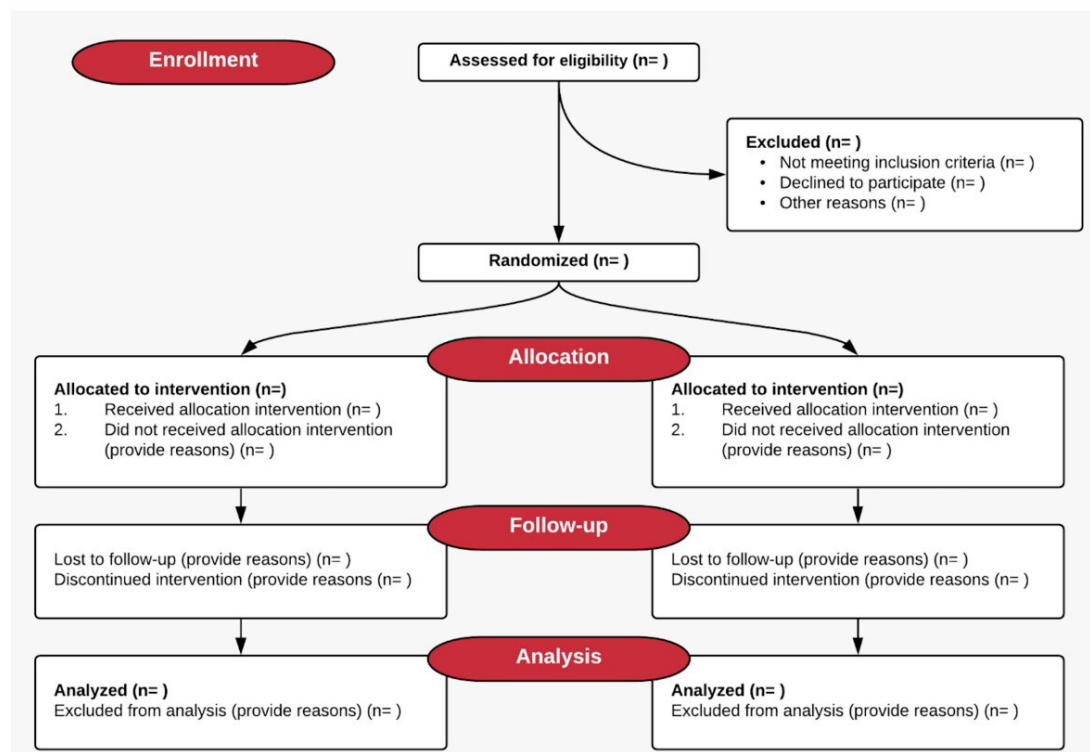 Enrollment
Assessed for eligibility (n= )
Excluded (n= )
• Not meeting inclusion criteria (n= )
• Declined to participate (n= )
• Other reasons (n= )
Randomized (n= )
Allocation
Allocated to intervention (n=)
1. Received allocation intervention (n= )
2. Did not received allocation intervention
(provide reasons) (n= )
Allocated to intervention (n=)
1. Received allocation intervention (n= )
2. Did not received allocation intervention
(provide reasons) (n= )
Follow-up
Lost to follow-up (provide reasons) (n= )
Discontinued intervention (provide reasons (n= )
Lost to follow-up (provide reasons) (n= )
Discontinued intervention (provide reasons (n= )
Analysis
Analyzed (n= )
Excluded from analysis (provide reasons) (n= )
Analyzed (n= )
Excluded from analysis (provide reasons) (n= )